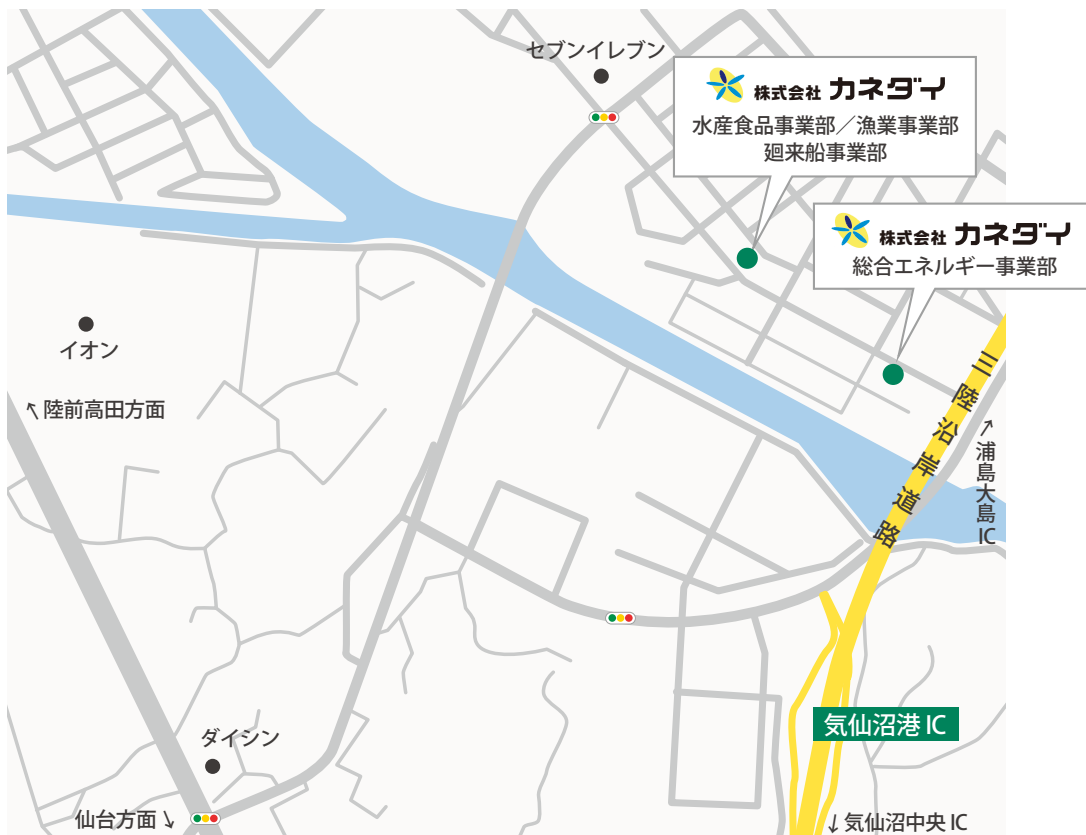 セブンイレブン
株式会社 カネダイ
水産食品事業部／漁業事業部
廻来船事業部
株式会社 カネダイ
総合エネルギー事業部
イオン
↖陸前高田方面
三陸沿岸道路
↗浦島大島IC
気仙沼港 IC
ダイシン
仙台方面↘
↓気仙沼中央 IC